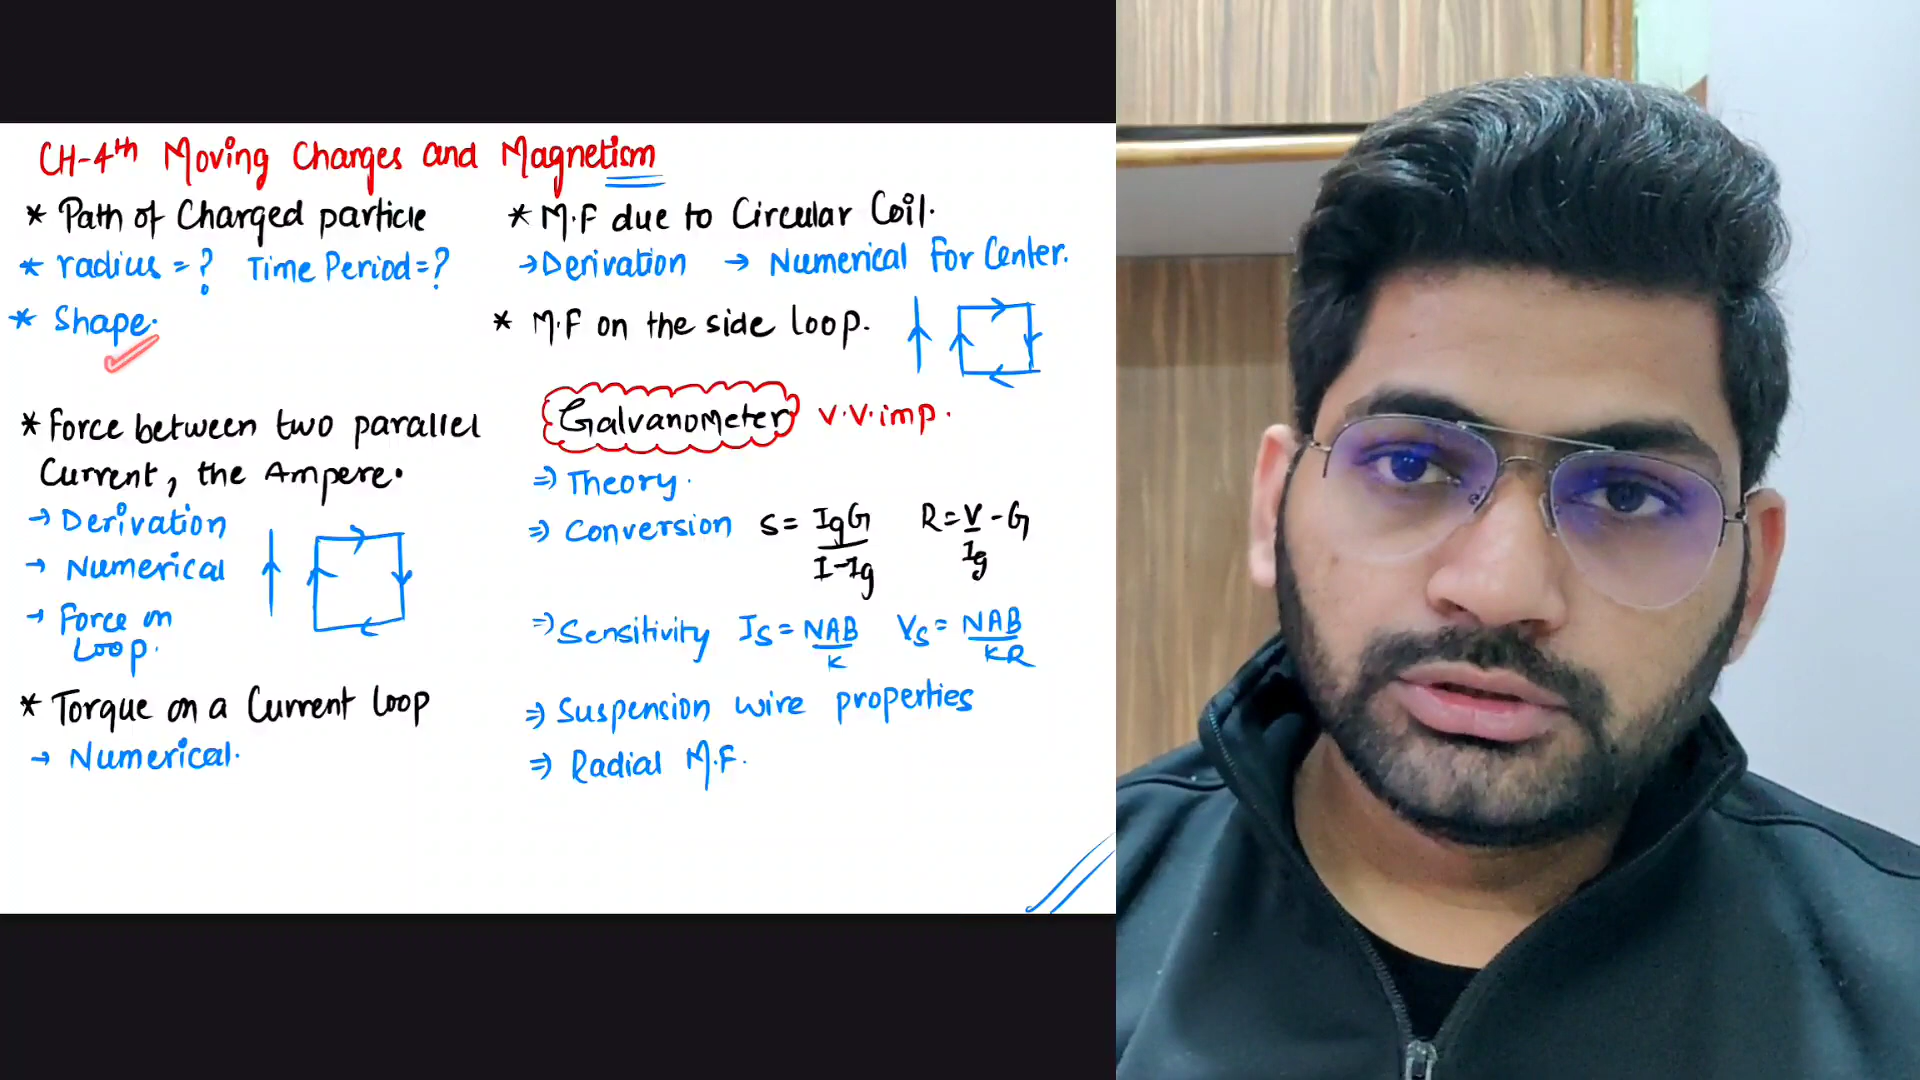 CH-4th Moving Charges and Magnetism
* Path of Charged particle
* radius = ? Time Period = ?
* Shape.
* Force between two parallel
Current, the Ampere.
→ Derivation
→ Numerical
→ Force on
Loop.
* Torque on a Current loop
→ Numerical.
* M.F due to Circular Coil.
→ Derivation → Numerical For Center.
* M.F on the side loop.
Galvanometer V.V.imp.
⇒ Theory.
⇒ Conversion S = IgG / I-Ig R = V/Ig - G
⇒ Sensitivity Is = NAB/K Vs = NAB/KR
⇒ Suspension wire properties
⇒ Radial M.F.